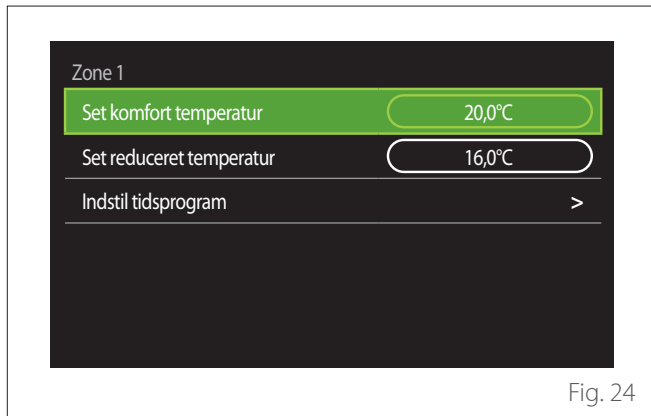 Zone 1
Set komfort temperatur 20,0°C
Set reduceret temperatur 16,0°C
Indstil tidsprogram >
Fig. 24